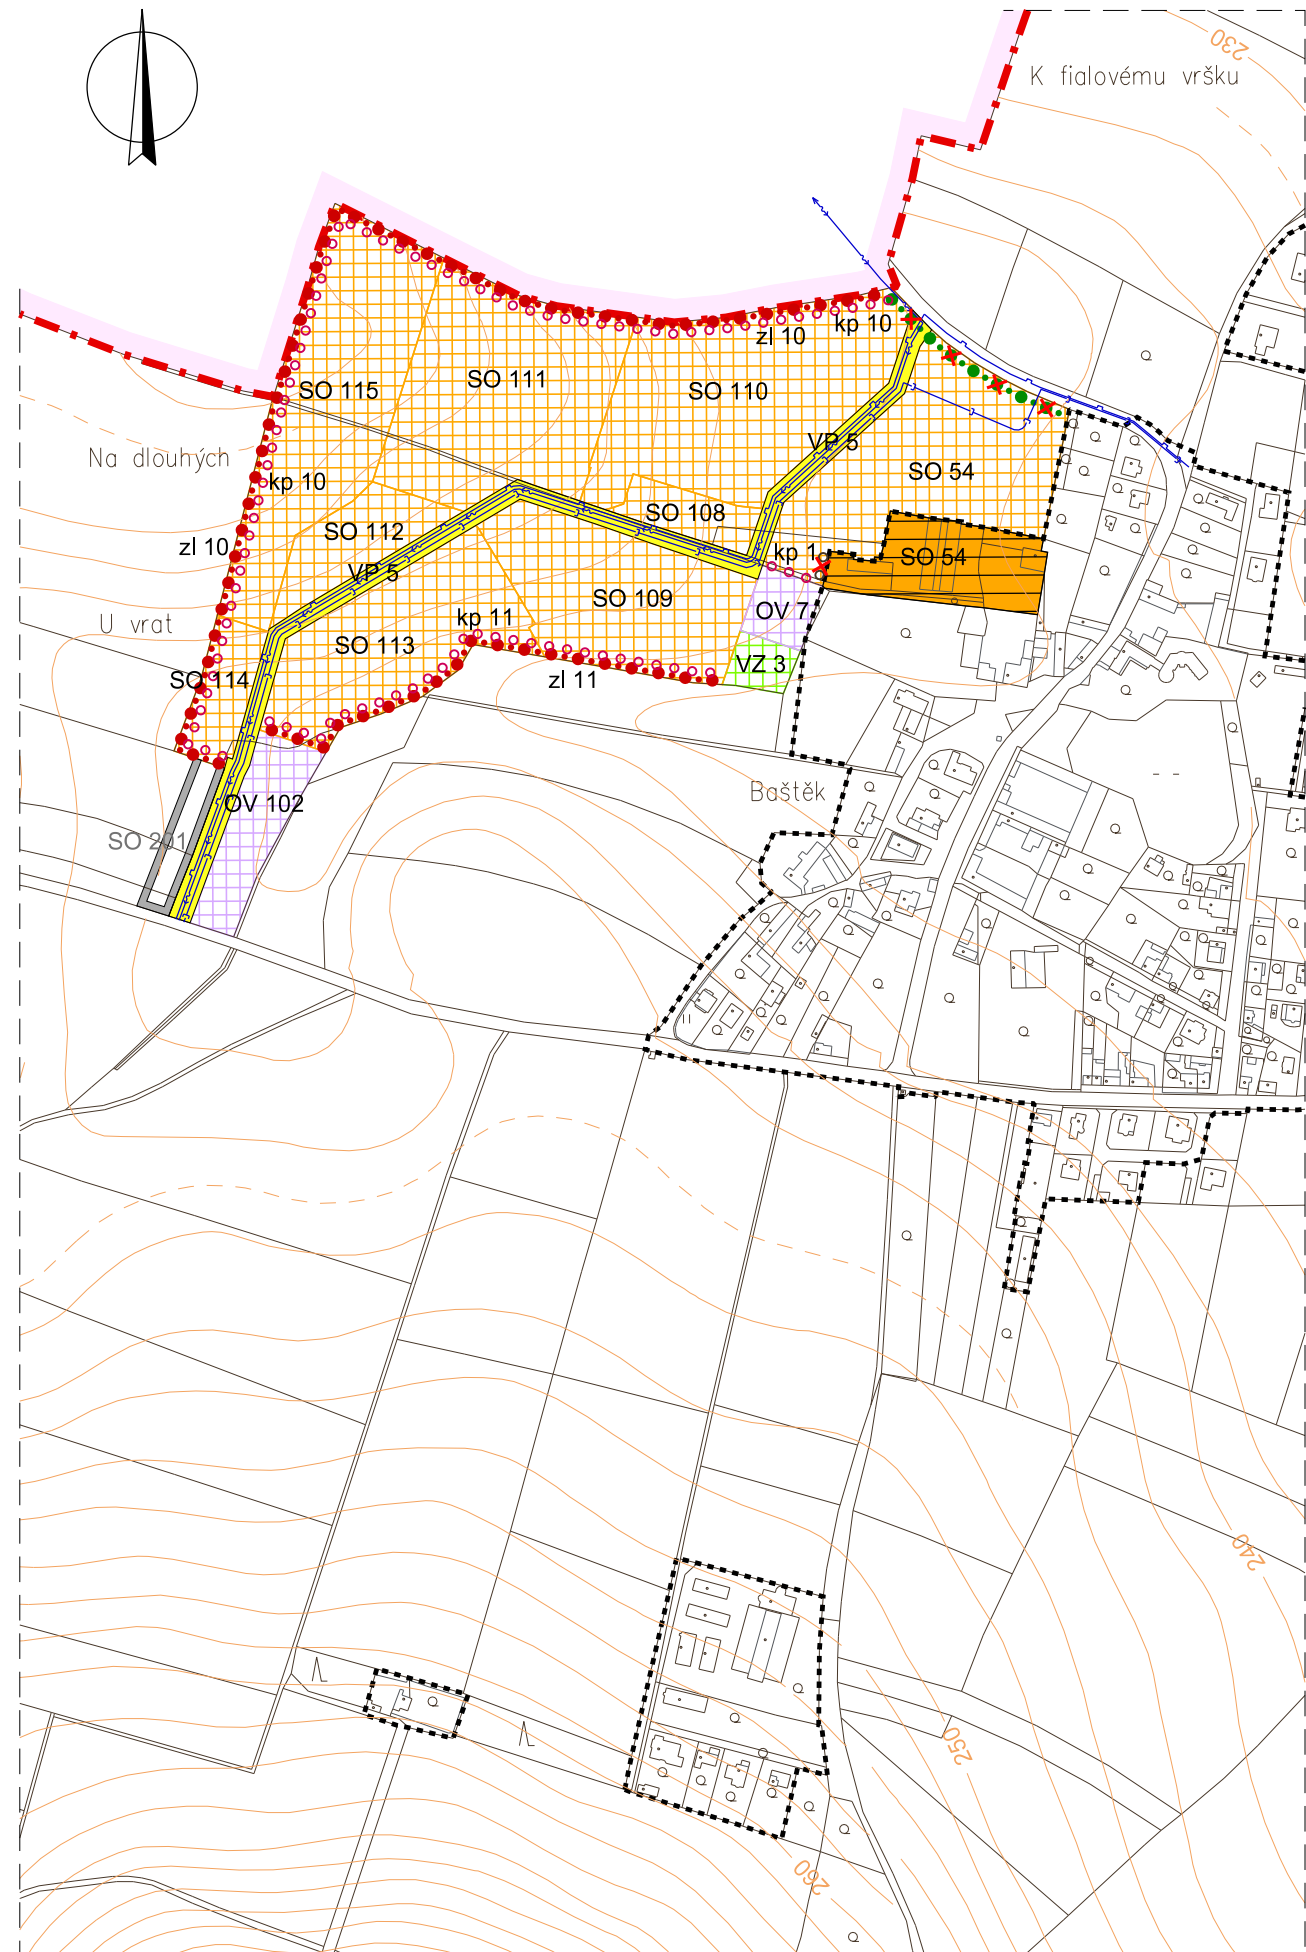 230
K fialovému vršku
zl 10
kp 10
SO 115
SO 111
SO 110
VP 5
Na dlouhých
kp 10
SO 54
SO 112
SO 108
zl 10
kp 1
SO 54
VP 5
U vrat
kp 11
SO 109
OV 7
SO 113
VZ 3
SO 114
zl 11
Baštěk
OV 102
SO 201
240
250
260